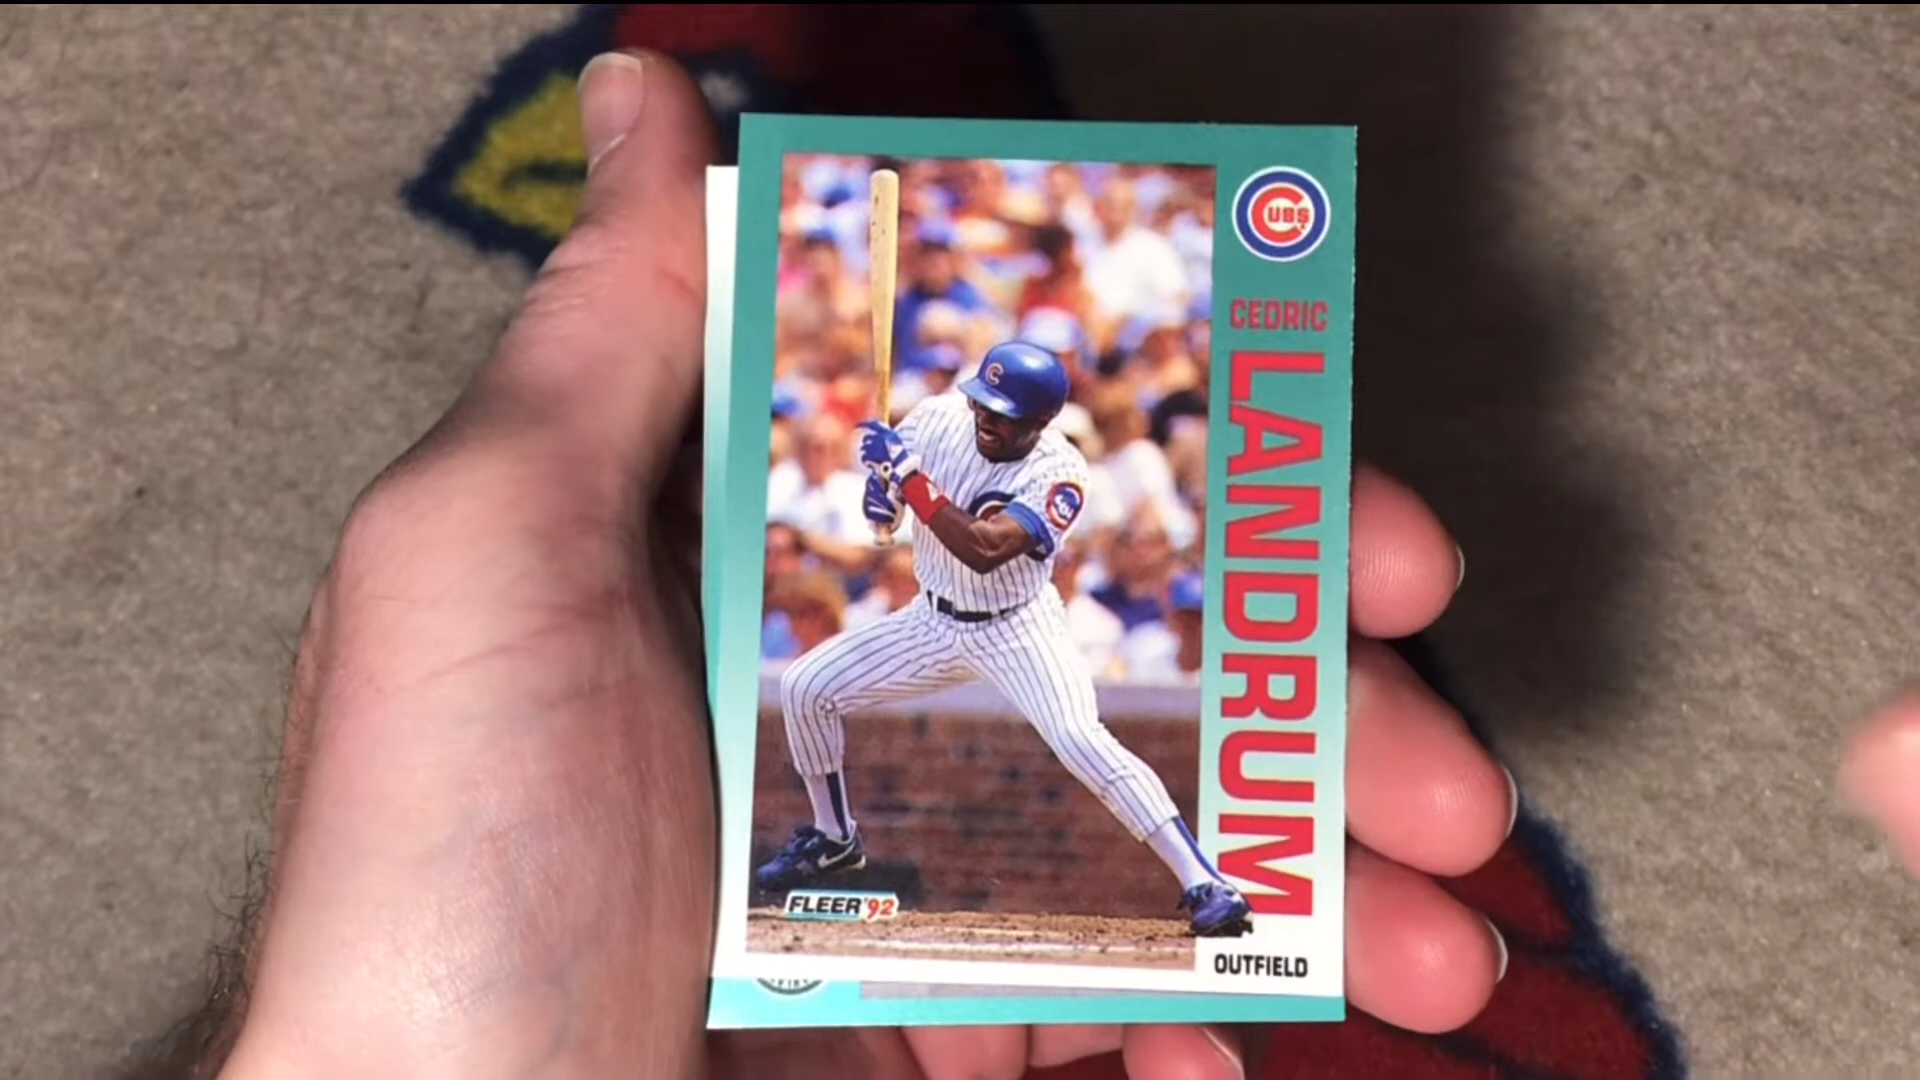 CUBS
CEDRIC
LANDRUM
C
FLEER '92
OUTFIELD